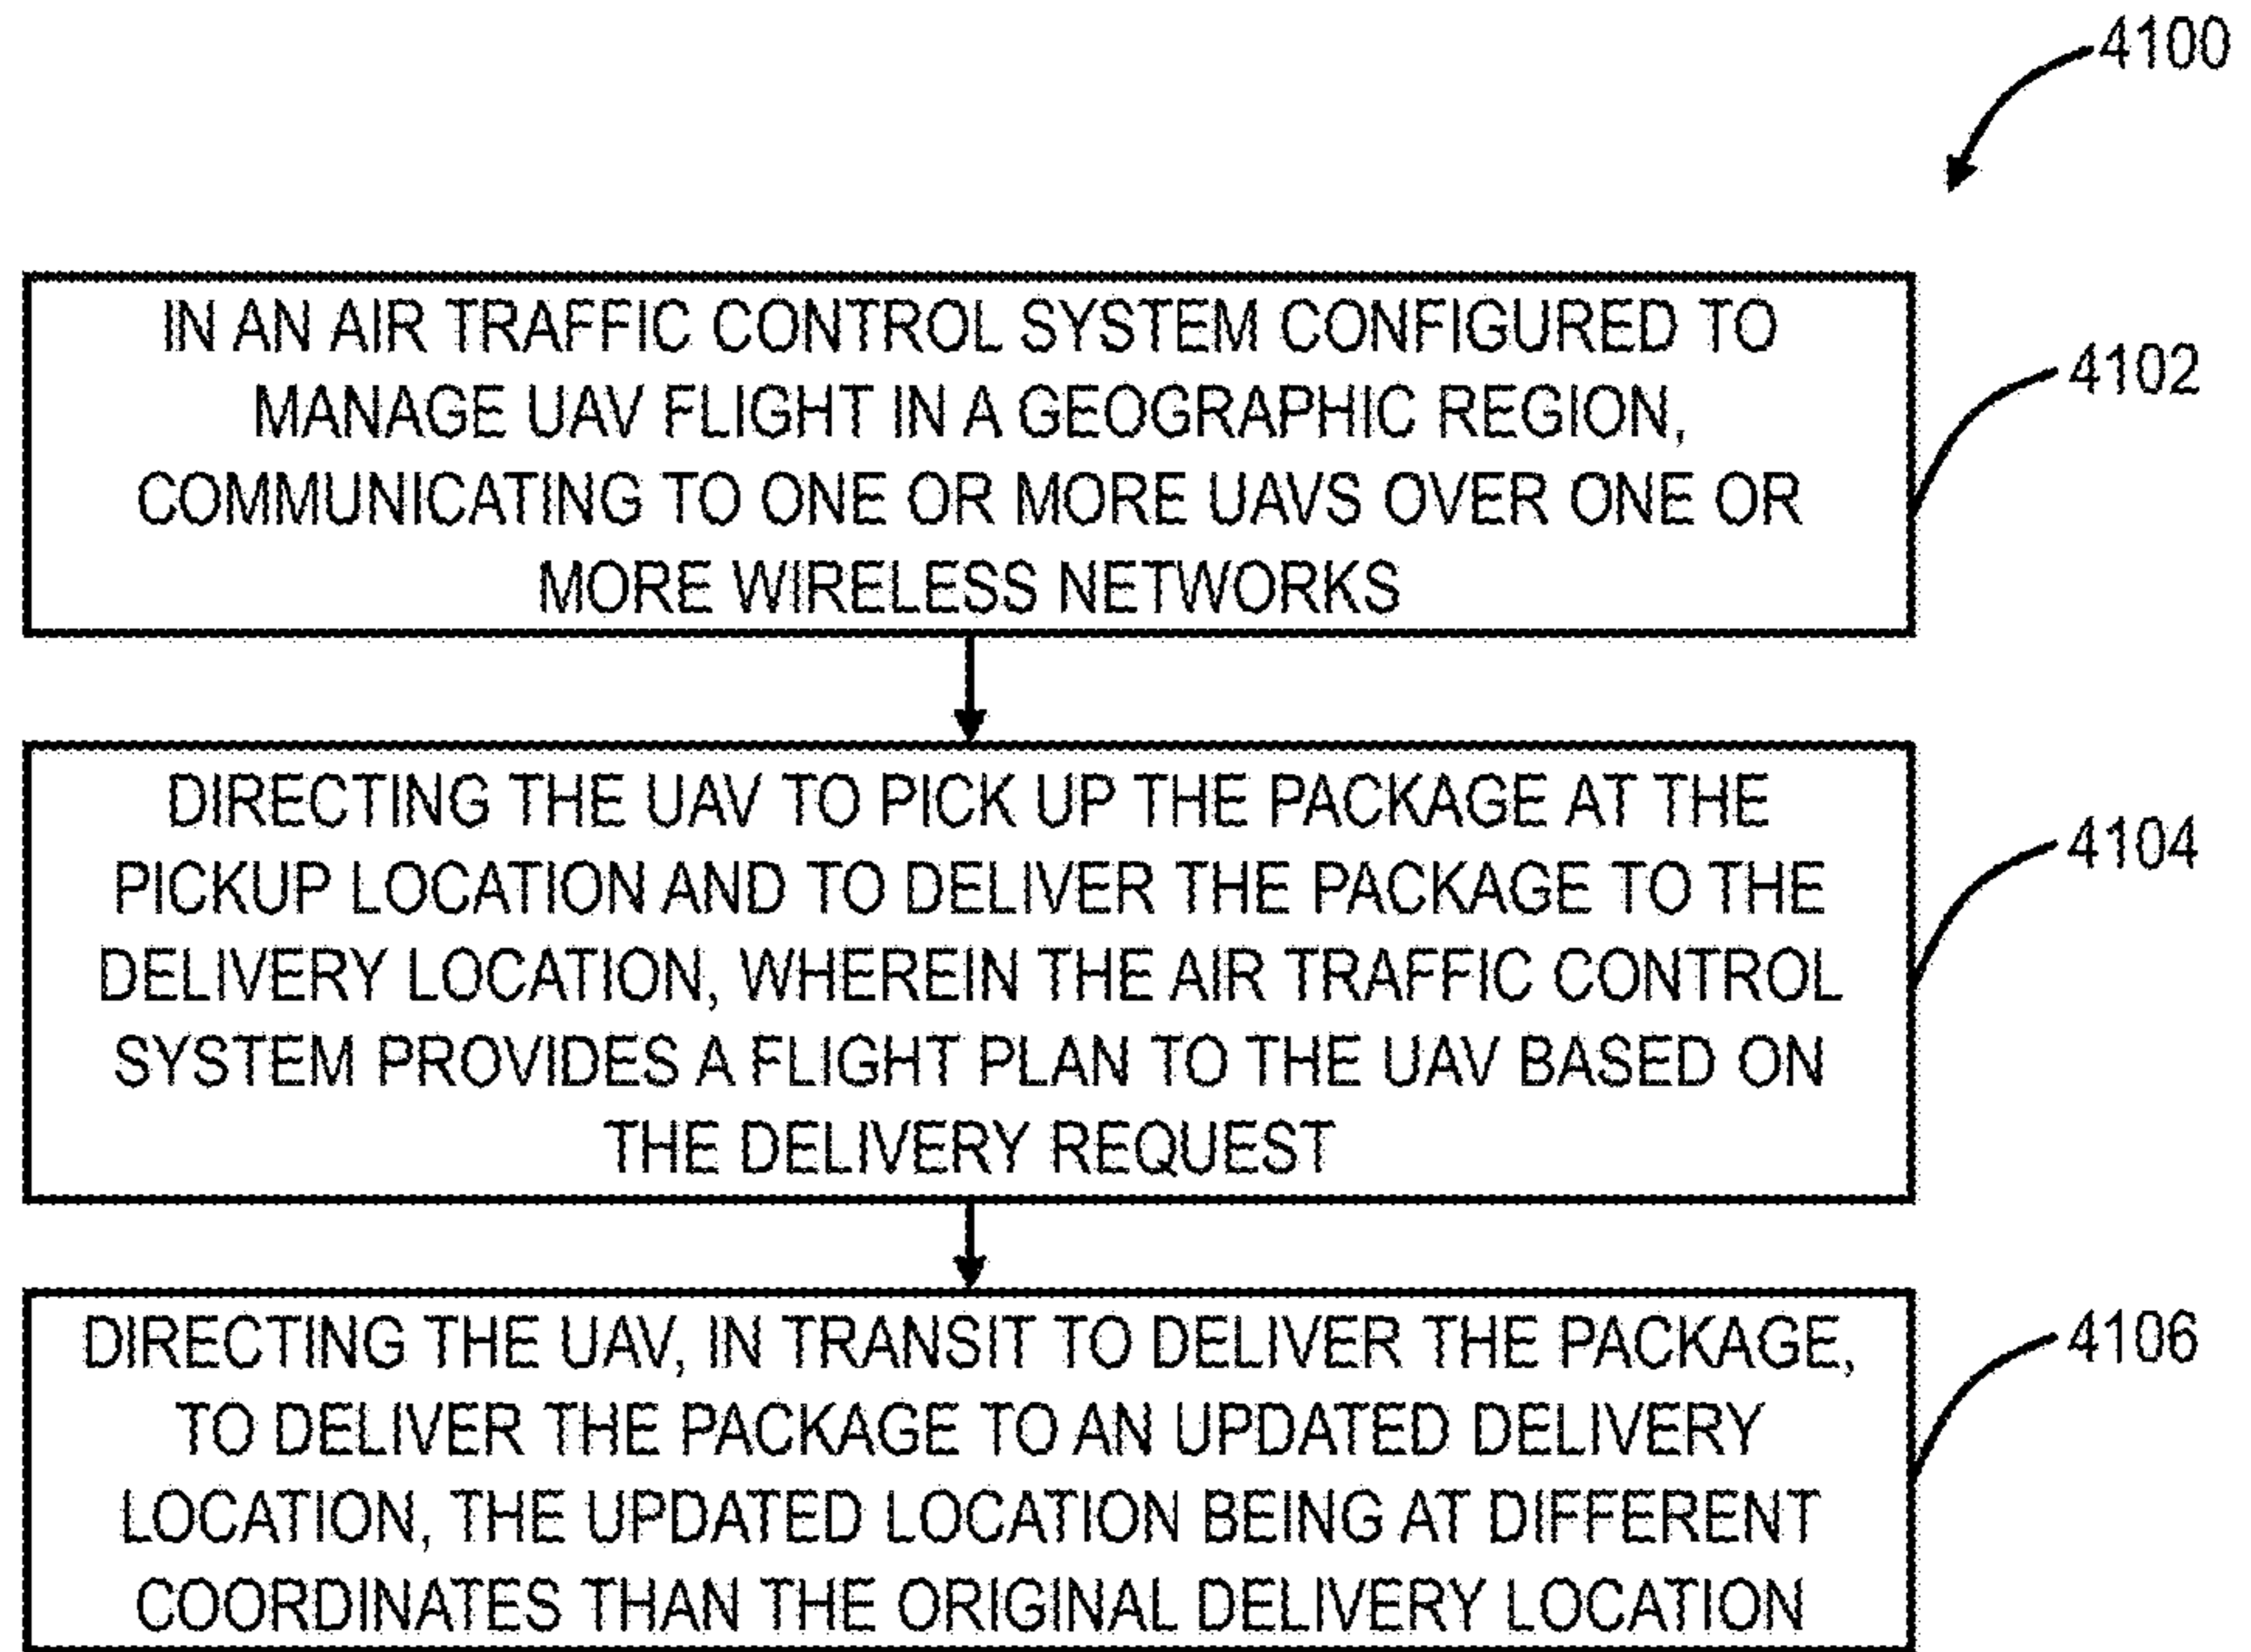 4100
IN AN AIR TRAFFIC CONTROL SYSTEM CONFIGURED TO
MANAGE UAV FLIGHT IN A GEOGRAPHIC REGION,
COMMUNICATING TO ONE OR MORE UAVS OVER ONE OR
MORE WIRELESS NETWORKS
4102
DIRECTING THE UAV TO PICK UP THE PACKAGE AT THE
PICKUP LOCATION AND TO DELIVER THE PACKAGE TO THE
DELIVERY LOCATION, WHEREIN THE AIR TRAFFIC CONTROL
SYSTEM PROVIDES A FLIGHT PLAN TO THE UAV BASED ON
THE DELIVERY REQUEST
4104
DIRECTING THE UAV, IN TRANSIT TO DELIVER THE PACKAGE,
TO DELIVER THE PACKAGE TO AN UPDATED DELIVERY
LOCATION, THE UPDATED LOCATION BEING AT DIFFERENT
COORDINATES THAN THE ORIGINAL DELIVERY LOCATION
4106